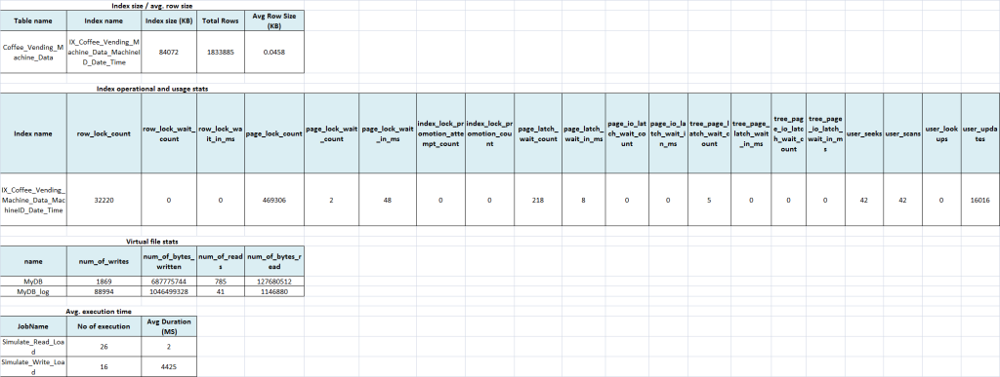 Index size / avg. row size
Table name Index name Index size (KB) Total Rows Avg Row Size (KB)
Coffee_Vending_Machine_Data IX_Coffee_Vending_Machine_Data_MachineID_Date_Time 84072 1833885 0.0458
Index operational and usage stats
Index name row_lock_count row_lock_wait_count row_lock_wait_in_ms page_lock_count page_lock_wait_count page_lock_wait_in_ms index_lock_promotion_attempt_count index_lock_promotion_count page_latch_wait_count page_latch_wait_in_ms page_io_latch_wait_count page_io_latch_wait_in_ms tree_page_latch_wait_count tree_page_latch_wait_in_ms tree_page_io_latch_wait_count tree_page_io_latch_wait_in_ms user_seeks user_scans user_lookups user_updates
IX_Coffee_Vending_Machine_Data_MachineID_Date_Time 32220 0 0 469306 2 48 0 0 218 8 0 0 5 0 0 0 42 42 0 16016
Virtual file stats
name num_of_writes num_of_bytes_written num_of_reads num_of_bytes_read
MyDB 1869 687775744 785 127680512
MyDB_log 88994 1046499328 41 1146880
Avg. execution time
JobName No of execution Avg Duration (MS)
Simulate_Read_Load 26 2
Simulate_Write_Load 16 4425